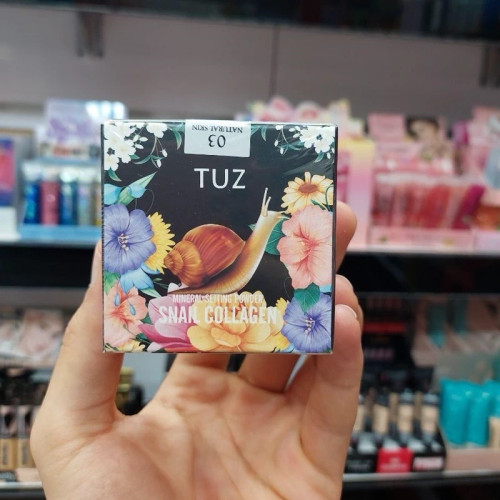 03
NATURAL SKIN
TUZ
MINERAL SETTING POWDER
SNAIL COLLAGEN